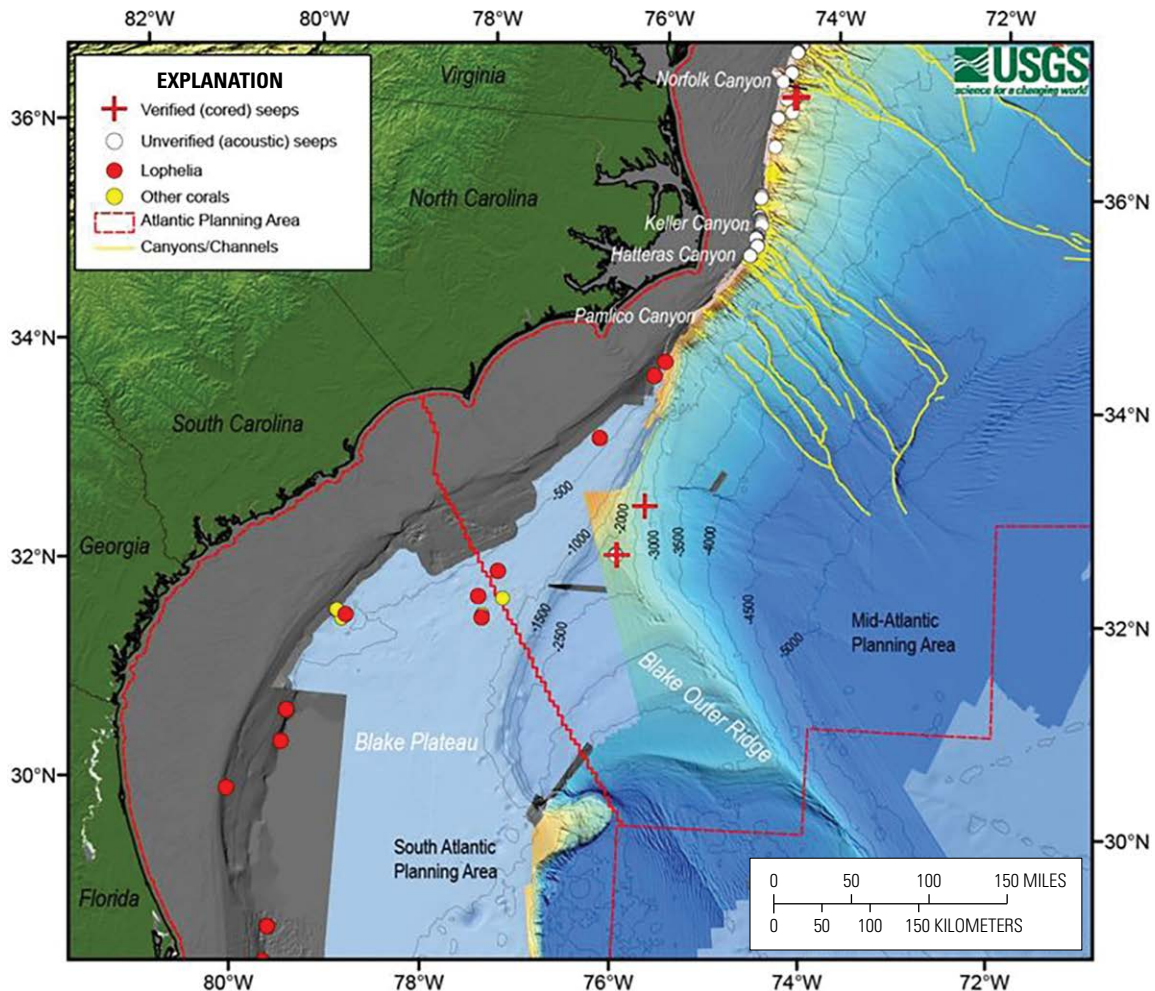 82°W 80°W 78°W 76°W 74°W 72°W
EXPLANATION
Verified (cored) seeps
Unverified (acoustic) seeps
Lophelia
Other corals
Atlantic Planning Area
Canyons/Channels
USGS
science for a changing world
Virginia
Norfolk Canyon
36°N
North Carolina
36°N
Keller Canyon
Hatteras Canyon
Pamlico Canyon
34°N
South Carolina
34°N
-500
-1000
-2000
-3000
-3500
-4000
Georgia
32°N
-1500
-2500
-4500
-5000
Mid-Atlantic
Planning Area
32°N
Blake Outer Ridge
Blake Plateau
30°N
South Atlantic
Planning Area
30°N
Florida
0 50 100 150 MILES
0 50 100 150 KILOMETERS
80°W 78°W 76°W 74°W 72°W